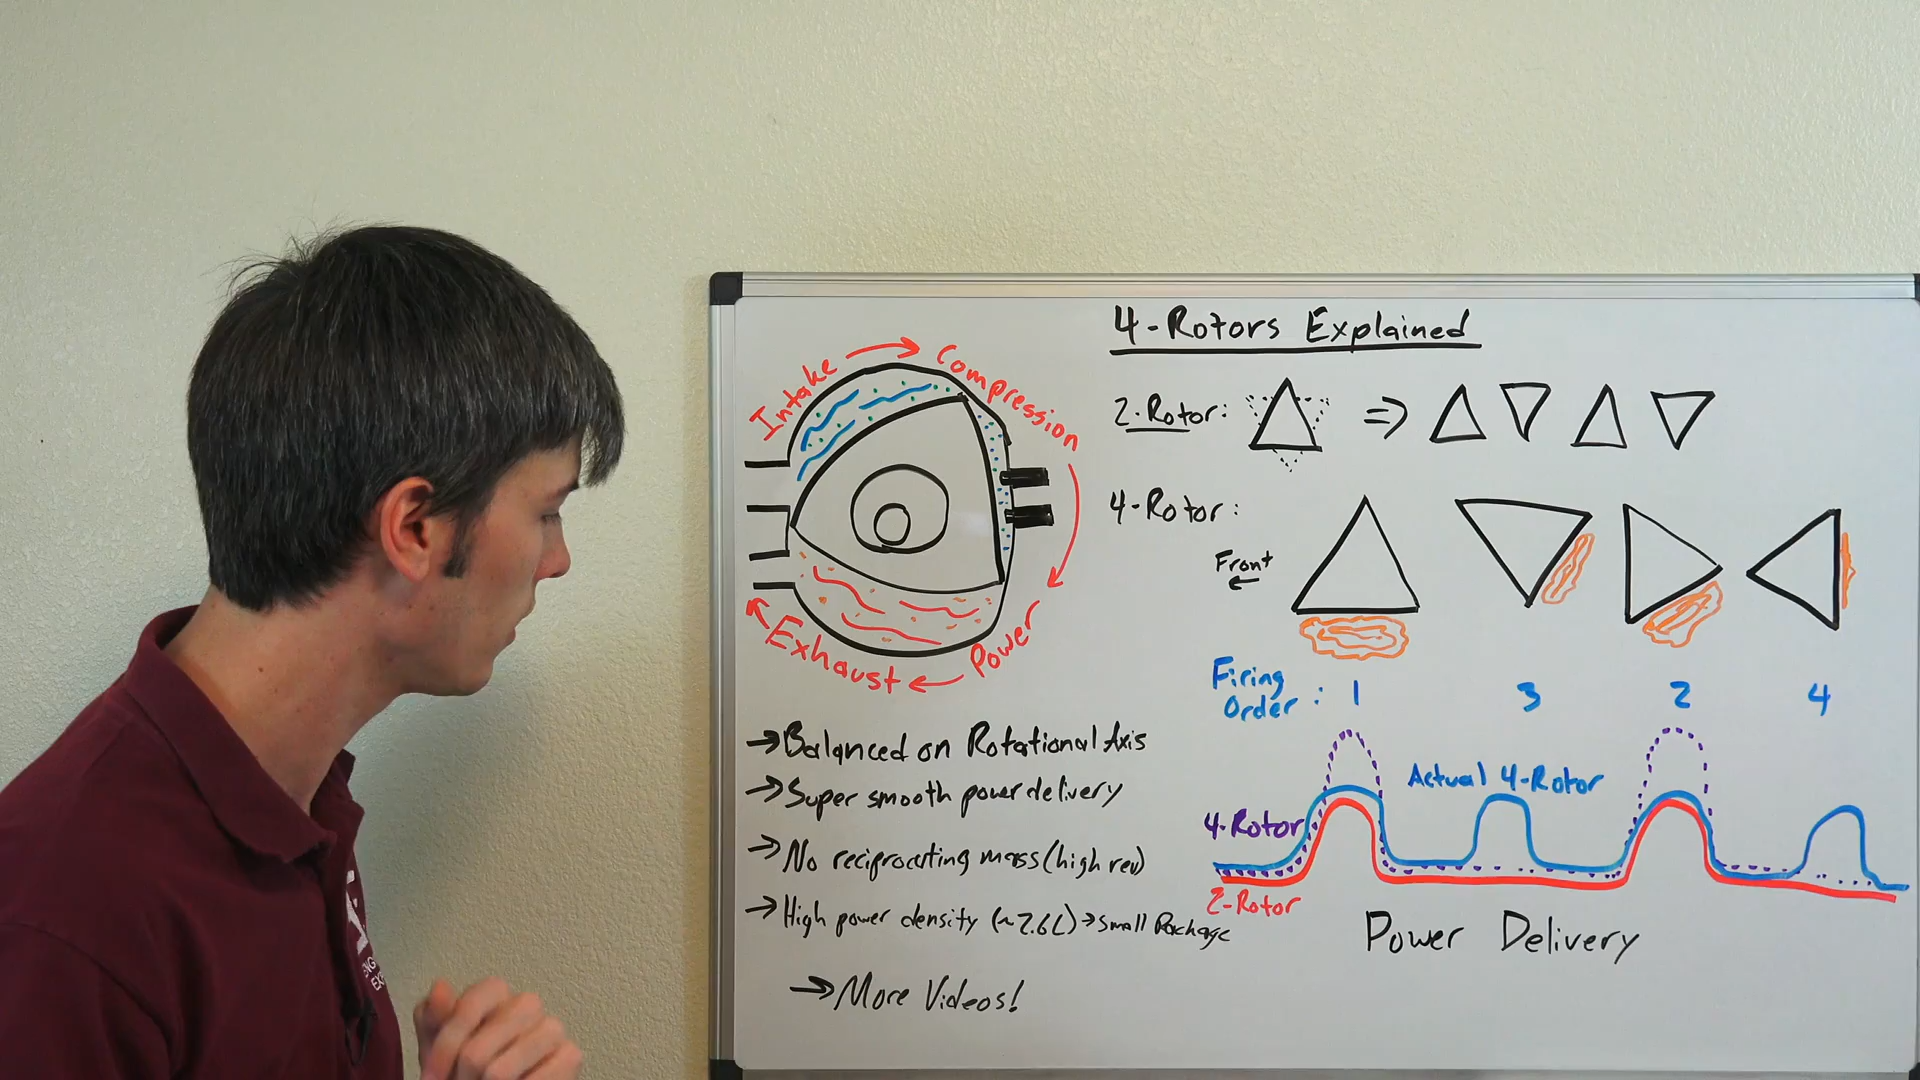 4-Rotors Explained
Intake
Compression
Power
Exhaust
2-Rotor: =>
4-Rotor:
Front
Firing
Order: 1 3 2 4
→Balanced on Rotational Axis
→Super smooth power delivery
→No reciprocating mass (high rev)
→High power density (~2.6L)→small Package
→More Videos!
Actual 4-Rotor
4-Rotor
2-Rotor
Power Delivery